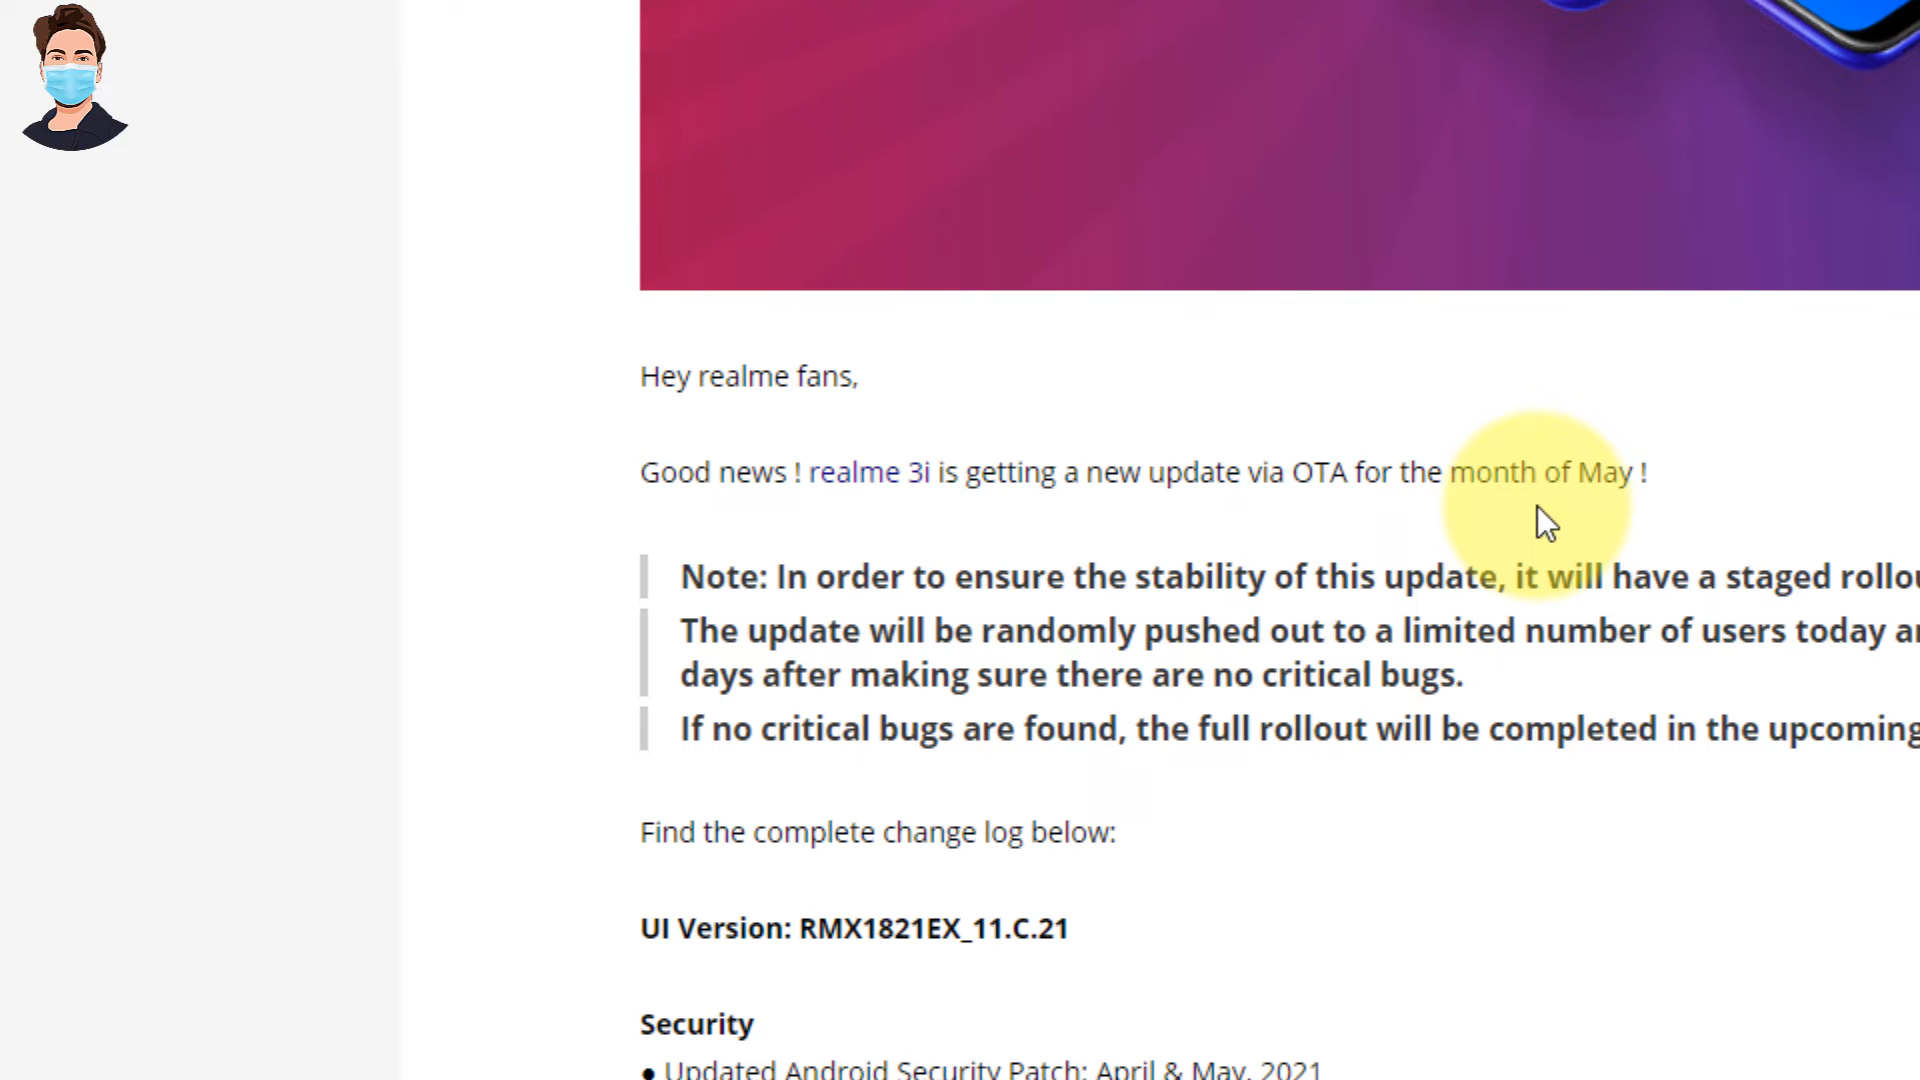 Hey realme fans,
Good news ! realme 3i is getting a new update via OTA for the month of May !
Note: In order to ensure the stability of this update, it will have a staged
The update will be randomly pushed out to a limited number of users today
days after making sure there are no critical bugs.
If no critical bugs are found, the full rollout will be completed in the upcoming
Find the complete change log below:
UI Version: RMX1821EX_11.C.21
Security
● Updated Android Security Patch: April & May, 2021